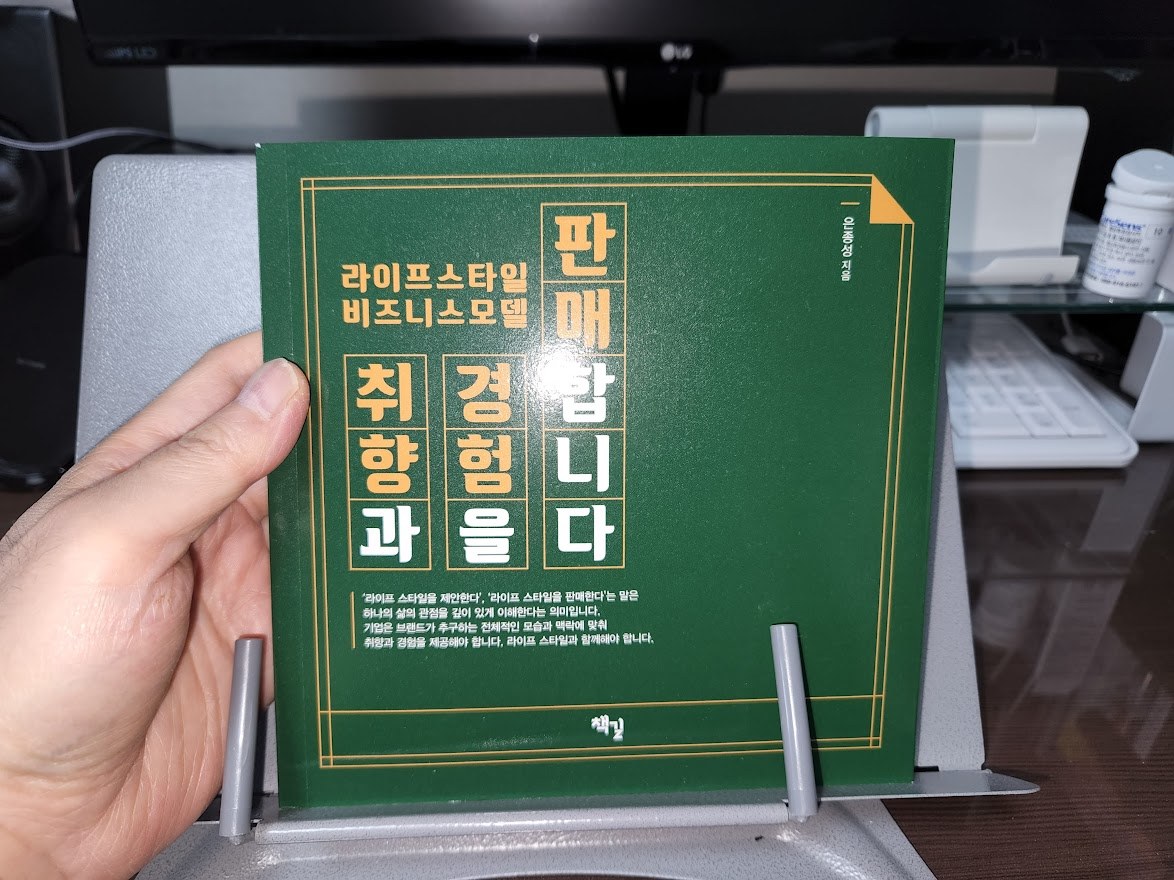 LG
라이프스타일
비즈니스모델
취향과
경험을
판매합니다
은종성 지음
'라이프 스타일을 제안한다', '라이프 스타일을 판매한다'는 말은
하나의 삶의 관점을 깊이 있게 이해한다는 의미입니다.
기업은 브랜드가 추구하는 전체적인 모습과 맥락에 맞춰
취향과 경험을 제공해야 합니다. 라이프 스타일과 함께해야 합니다.
책길